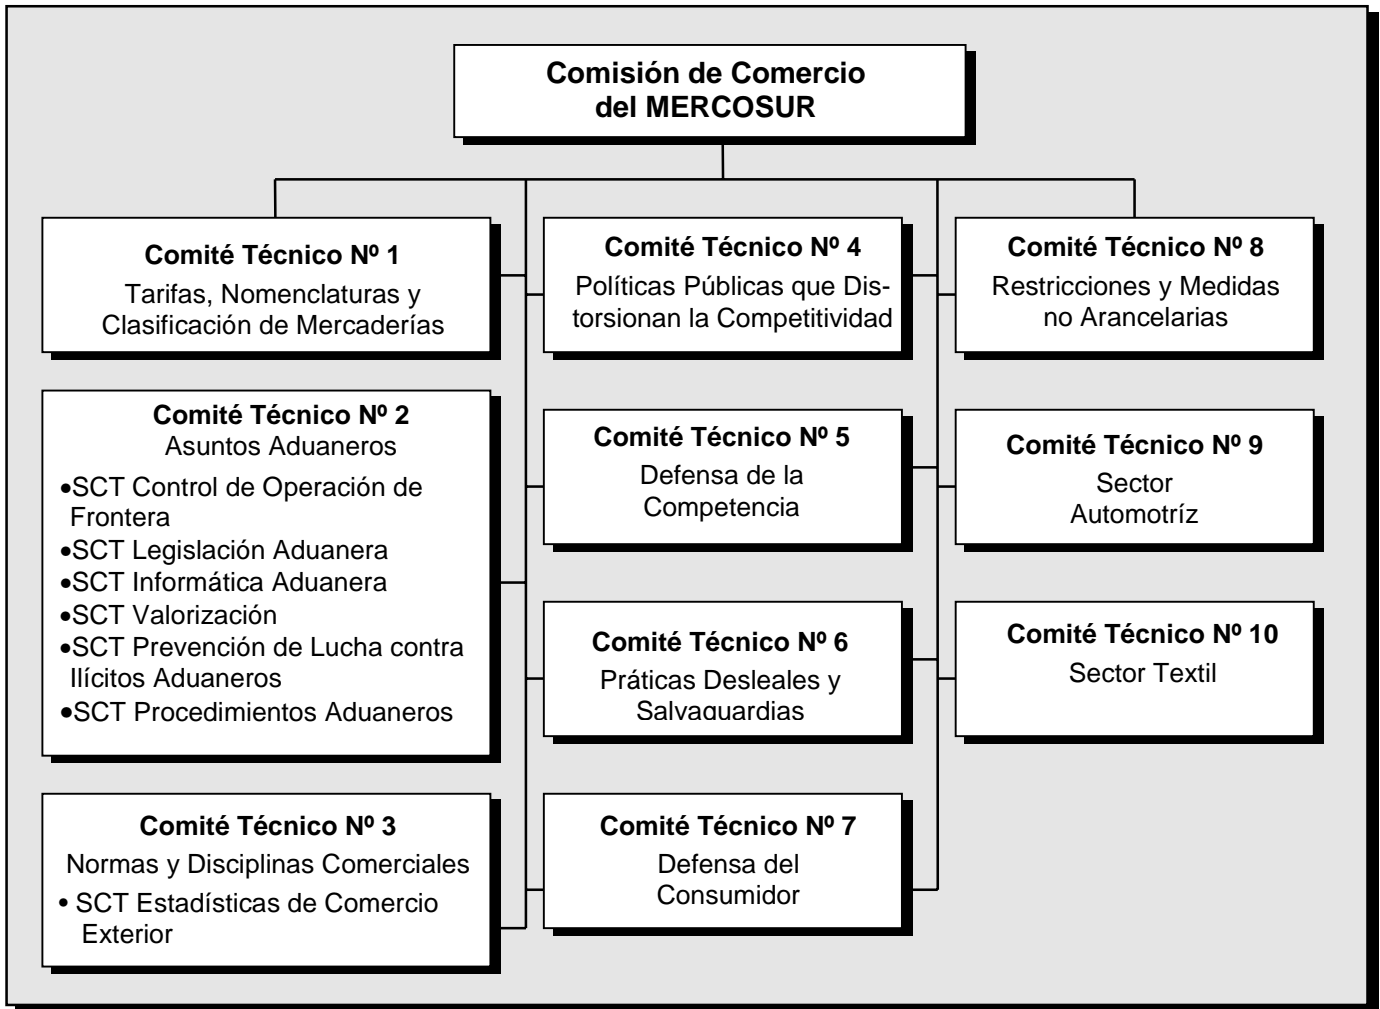 Comisión de Comercio
del MERCOSUR
Comité Técnico Nº 1
Tarifas, Nomenclaturas y
Clasificación de Mercaderías
Comité Técnico Nº 2
Asuntos Aduaneros
•SCT Control de Operación de
Frontera
•SCT Legislación Aduanera
•SCT Informática Aduanera
•SCT Valorización
•SCT Prevención de Lucha contra
Ilícitos Aduaneros
•SCT Procedimientos Aduaneros
Comité Técnico Nº 3
Normas y Disciplinas Comerciales
• SCT Estadísticas de Comercio
Exterior
Comité Técnico Nº 4
Políticas Públicas que Dis-
torsionan la Competitividad
Comité Técnico Nº 5
Defensa de la
Competencia
Comité Técnico Nº 6
Práticas Desleales y
Salvaguardias
Comité Técnico Nº 7
Defensa del
Consumidor
Comité Técnico Nº 8
Restricciones y Medidas
no Arancelarias
Comité Técnico Nº 9
Sector
Automotríz
Comité Técnico Nº 10
Sector Textil